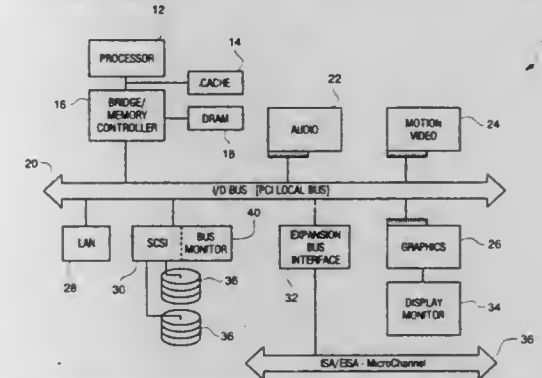 12
PROCESSOR
14
CACHE
16
BRIDGE/
MEMORY
CONTROLLER
DRAM
18
22
AUDIO
MOTION
VIDEO
24
20
I/O BUS [PCI LOCAL BUS]
LAN
28
SCSI
BUS
MONITOR
40
30
36
36
EXPANSION
BUS
INTERFACE
32
GRAPHICS
26
DISPLAY
MONITOR
34
36
ISA/EISA - MicroChannel